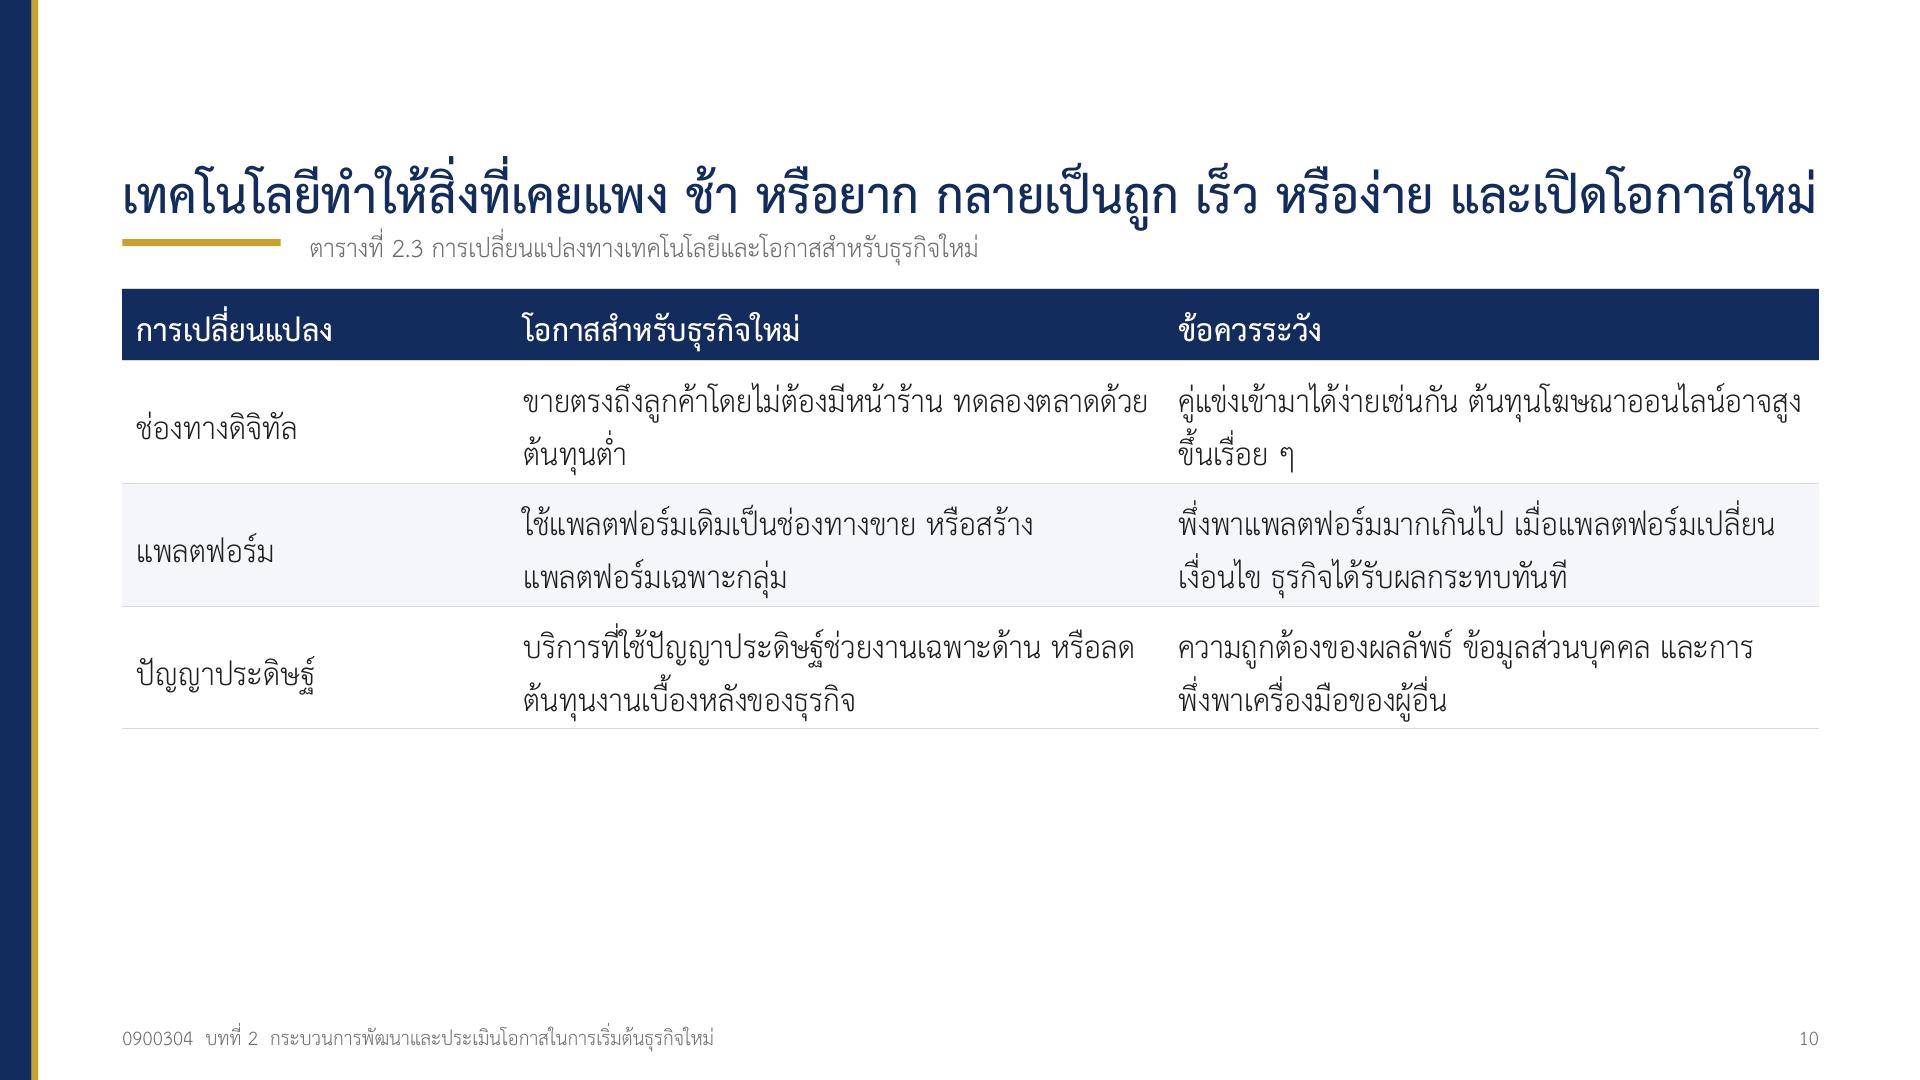 เทคโนโลยีทำให้สิ่งที่เคยแพง ช้า หรือยาก กลายเป็นถูก เร็ว หรือง่าย และเปิดโอกาสใหม่
ตารางที่ 2.3 การเปลี่ยนแปลงทางเทคโนโลยีและโอกาสสำหรับธุรกิจใหม่
การเปลี่ยนแปลง โอกาสสำหรับธุรกิจใหม่ ข้อควรระวัง
ช่องทางดิจิทัล
ขายตรงถึงลูกค้าโดยไม่ต้องมีหน้าร้าน ทดลองตลาดด้วย
ต้นทุนต่ำ
คู่แข่งเข้ามาได้ง่ายเช่นกัน ต้นทุนโฆษณาออนไลน์อาจสูง
ขึ้นเรื่อย ๆ
แพลตฟอร์ม
ใช้แพลตฟอร์มเดิมเป็นช่องทางขาย หรือสร้าง
แพลตฟอร์มเฉพาะกลุ่ม
พึ่งพาแพลตฟอร์มมากเกินไป เมื่อแพลตฟอร์มเปลี่ยน
เงื่อนไข ธุรกิจได้รับผลกระทบทันที
ปัญญาประดิษฐ์
บริการที่ใช้ปัญญาประดิษฐ์ช่วยงานเฉพาะด้าน หรือลด
ต้นทุนงานเบื้องหลังของธุรกิจ
ความถูกต้องของผลลัพธ์ ข้อมูลส่วนบุคคล และการ
พึ่งพาเครื่องมือของผู้อื่น
0900304 บทที่ 2 กระบวนการพัฒนาและประเมินโอกาสในการเริ่มต้นธุรกิจใหม่ 10